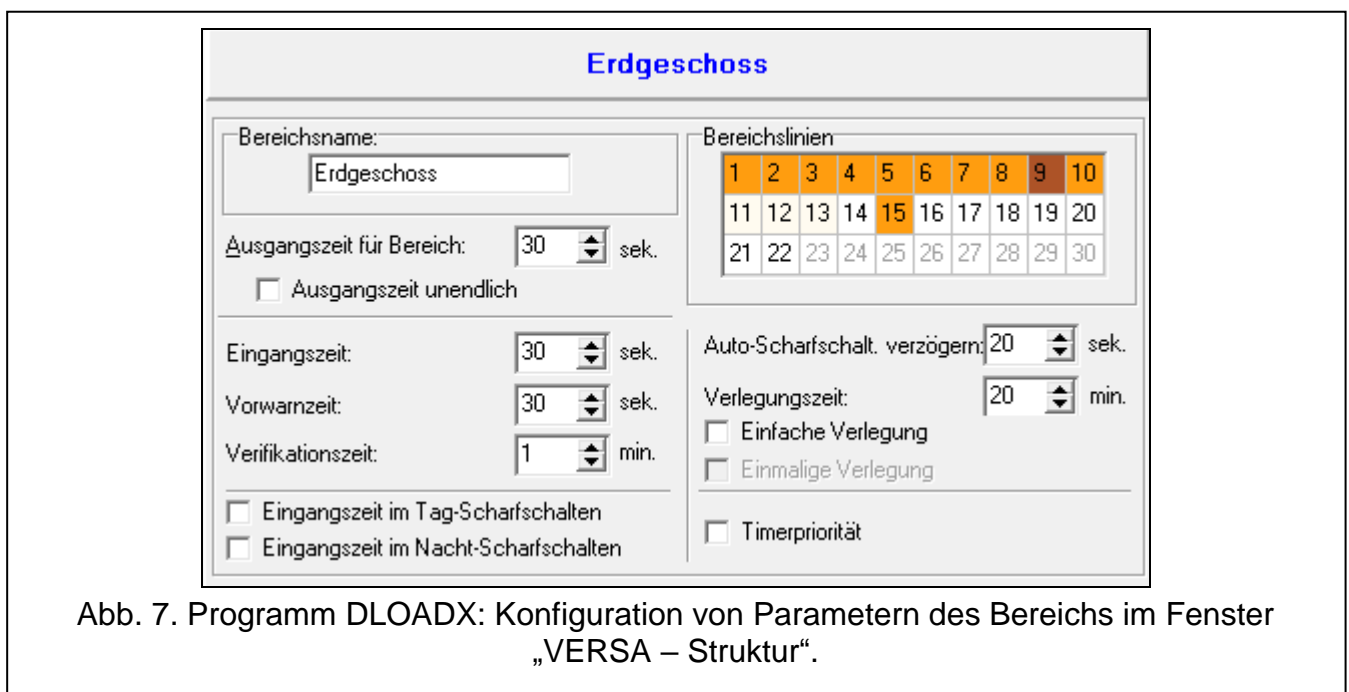 Erdgeschoss
Bereichsname:
Erdgeschoss
Ausgangszeit für Bereich: 30 sek.
Ausgangszeit unendlich
Bereichslinien
1 2 3 4 5 6 7 8 9 10
11 12 13 14 15 16 17 18 19 20
21 22 23 24 25 26 27 28 29 30
Eingangszeit: 30 sek.
Vorwarnzeit: 30 sek.
Verifikationszeit: 1 min.
Auto-Scharfschalt. verzögern: 20 sek.
Verlegungszeit: 20 min.
Einfache Verlegung
Einmalige Verlegung
Eingangszeit im Tag-Scharfschalten
Eingangszeit im Nacht-Scharfschalten
Timerpriorität
Abb. 7. Programm DLOADX: Konfiguration von Parametern des Bereichs im Fenster
„VERSA – Struktur“.